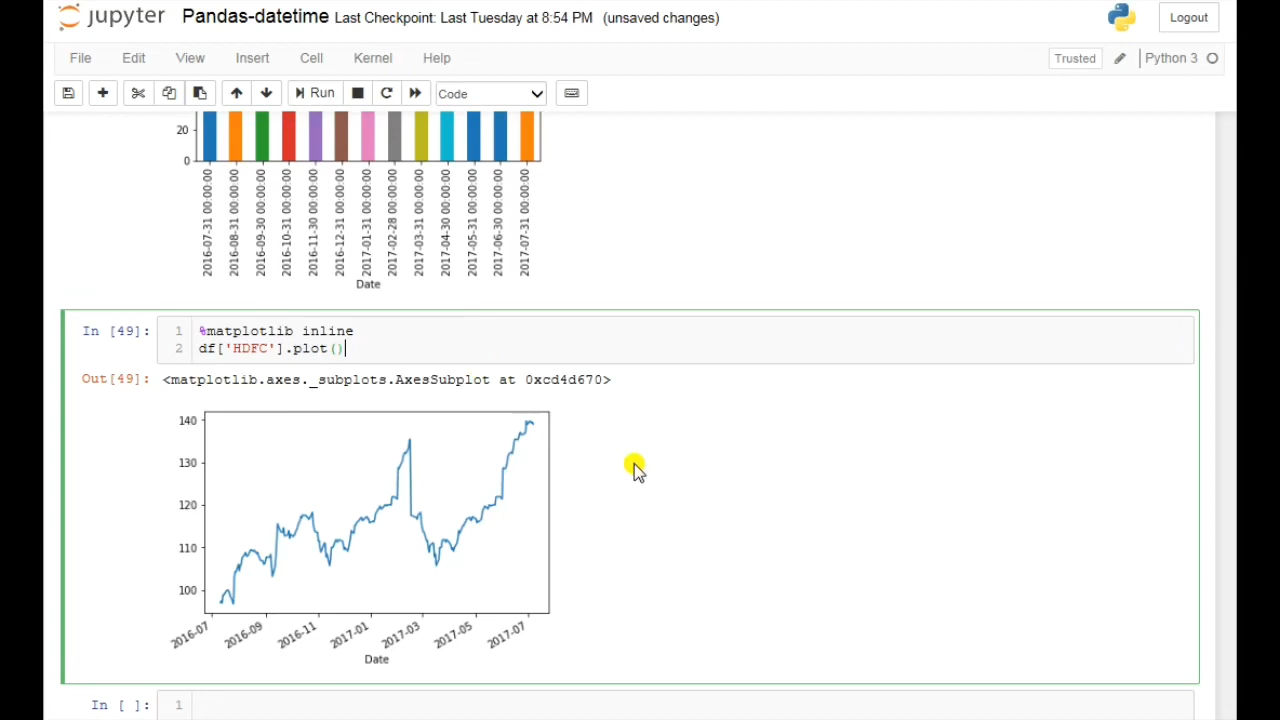 jupyter Pandas-datetime Last Checkpoint: Last Tuesday at 8:54 PM (unsaved changes) Logout
File Edit View Insert Cell Kernel Help Trusted Python 3
Run Code
20
0
2016-07-31 00:00:00
2016-08-31 00:00:00
2016-09-30 00:00:00
2016-10-31 00:00:00
2016-11-30 00:00:00
2016-12-31 00:00:00
2017-01-31 00:00:00
2017-02-28 00:00:00
2017-03-31 00:00:00
2017-04-30 00:00:00
2017-05-31 00:00:00
2017-06-30 00:00:00
2017-07-31 00:00:00
Date
In [49]: 1 %matplotlib inline
2 df['HDFC'].plot()
Out[49]: <matplotlib.axes._subplots.AxesSubplot at 0xcd4d670>
140
130
120
110
100
2016-07 2016-09 2016-11 2017-01 2017-03 2017-05 2017-07
Date
In [ ]: 1